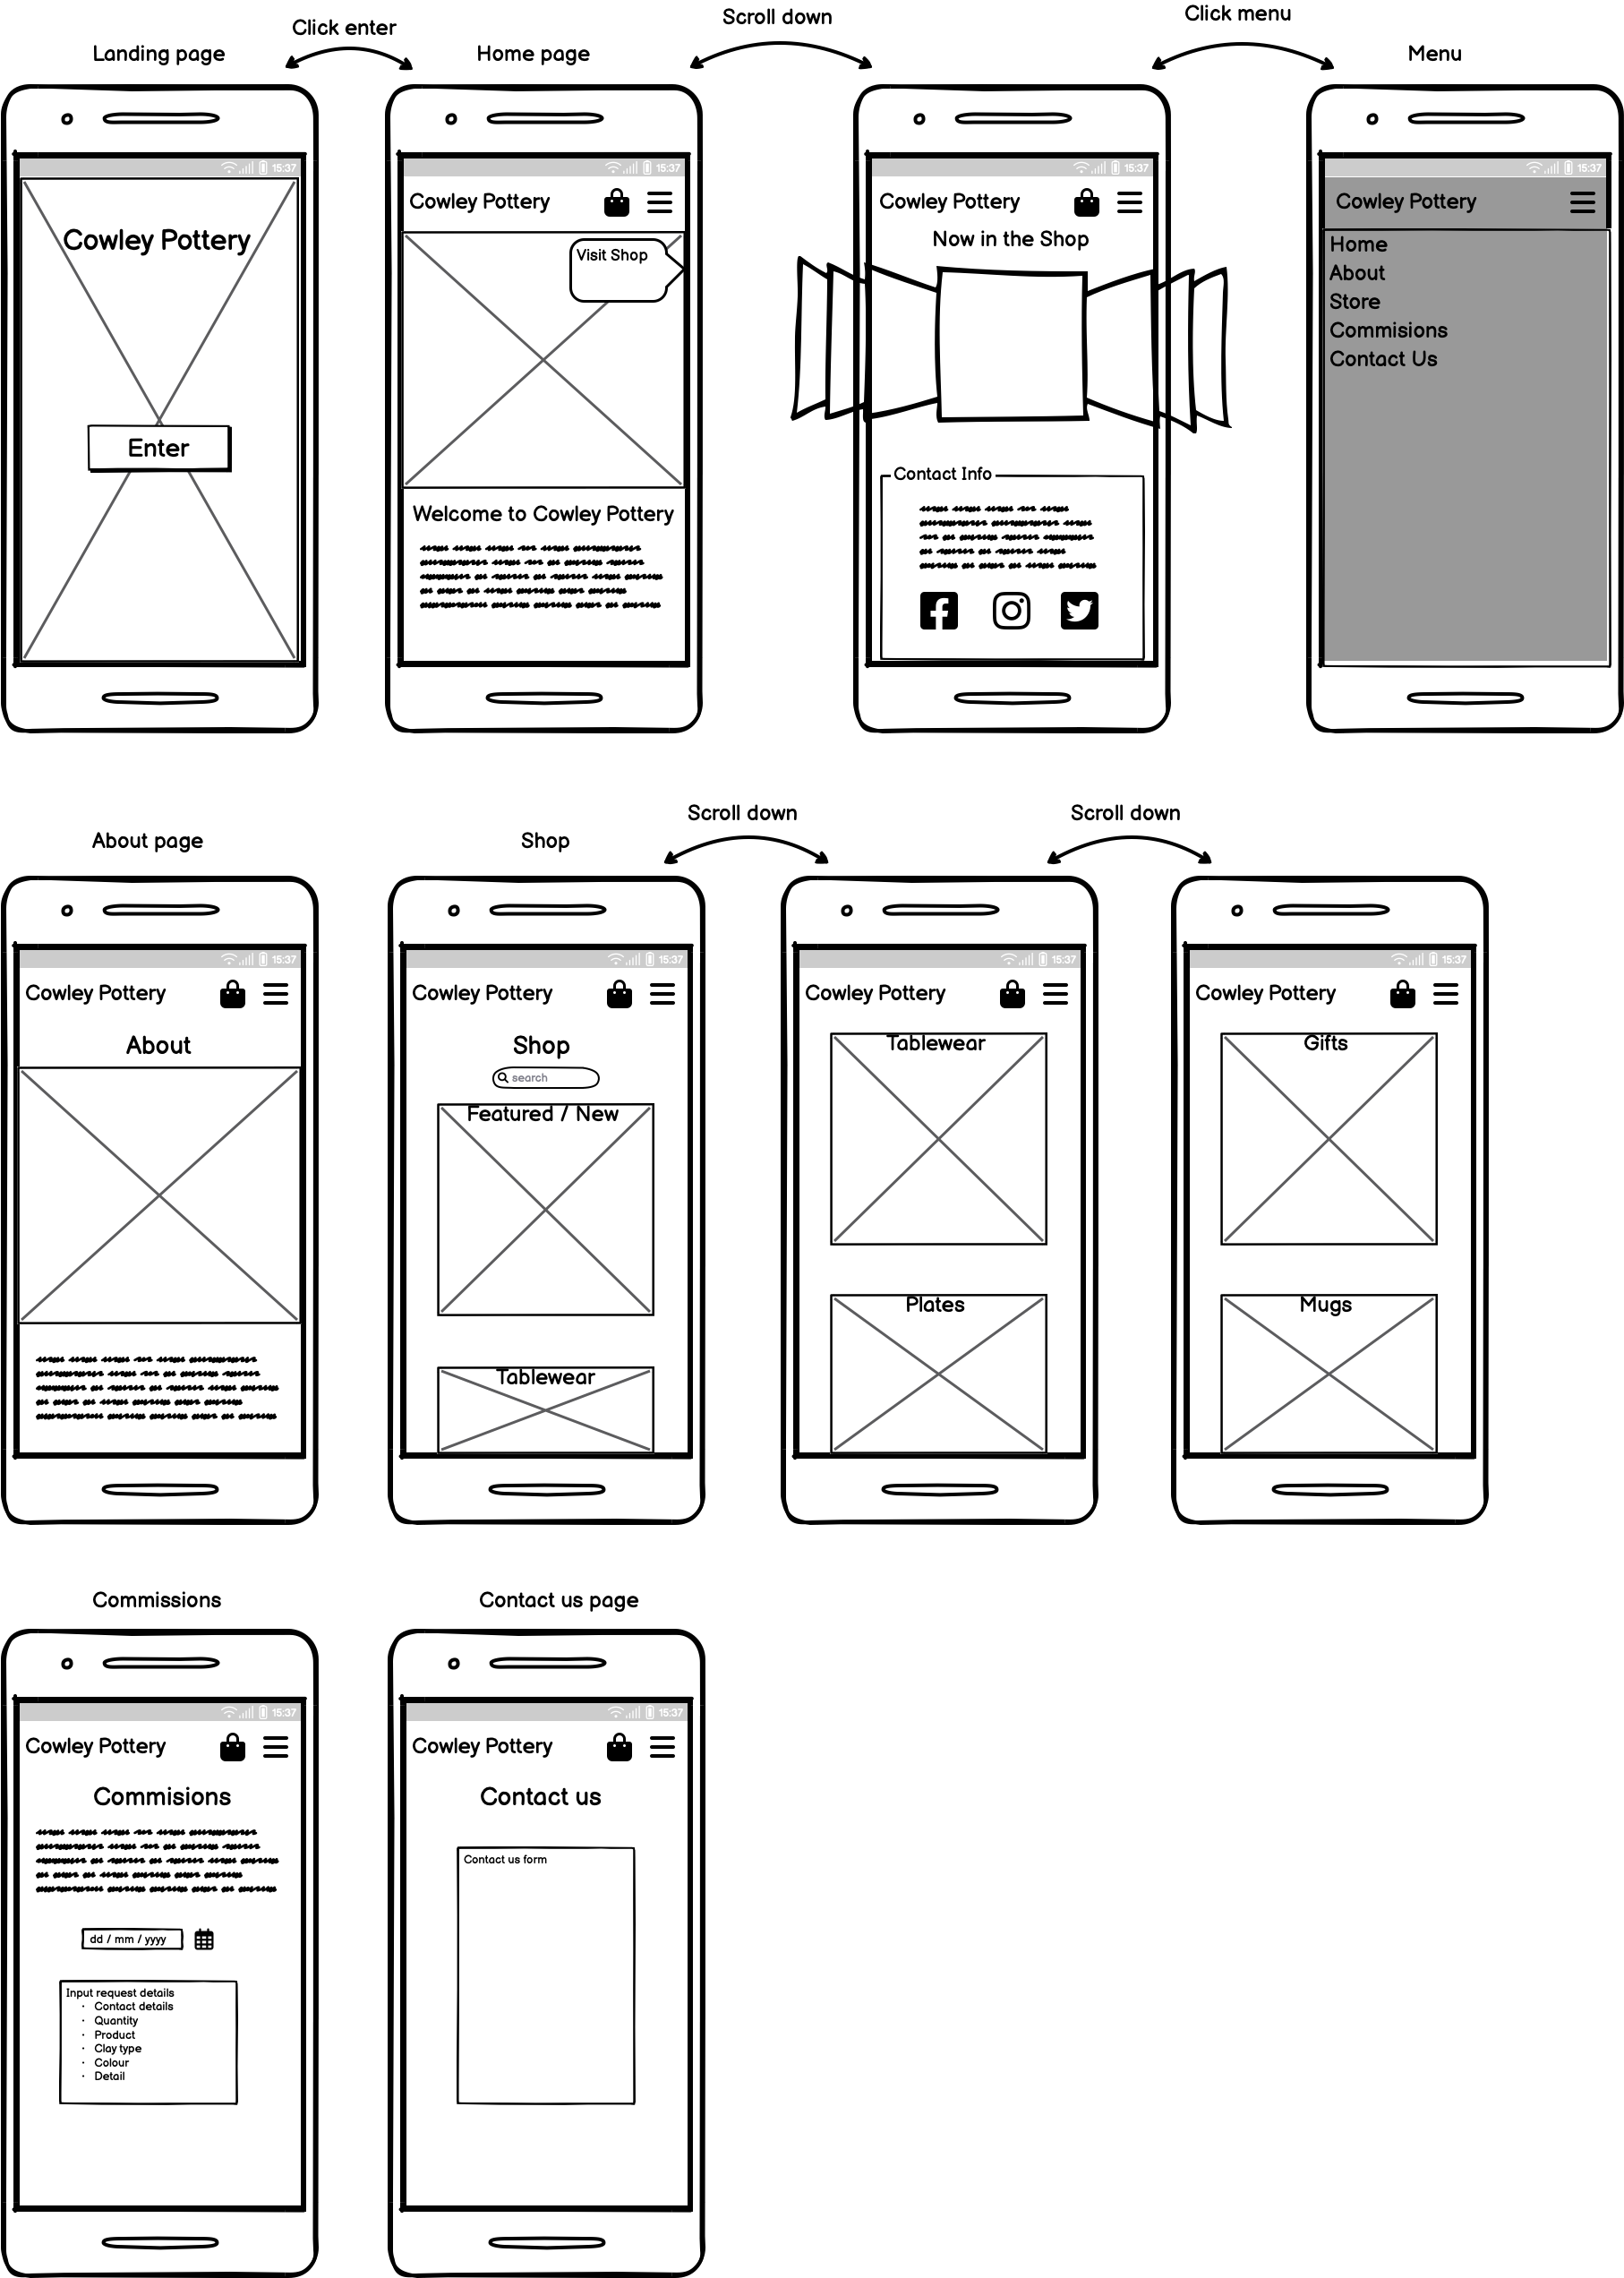 Click enter
Scroll down
Click menu
Landing page
Home page
Menu
15:37
Cowley Pottery
Enter
15:37
Cowley Pottery
Visit Shop
Welcome to Cowley Pottery
15:37
Cowley Pottery
Now in the Shop
Contact Info
15:37
Cowley Pottery
Home
About
Store
Commisions
Contact Us
Scroll down
Scroll down
About page
Shop
15:37
Cowley Pottery
About
15:37
Cowley Pottery
Shop
search
Featured / New
Tablewear
15:37
Cowley Pottery
Tablewear
Plates
15:37
Cowley Pottery
Gifts
Mugs
Commissions
Contact us page
15:37
Cowley Pottery
Commisions
dd / mm / yyyy
Input request details
· Contact details
· Quantity
· Product
· Clay type
· Colour
· Detail
15:37
Cowley Pottery
Contact us
Contact us form